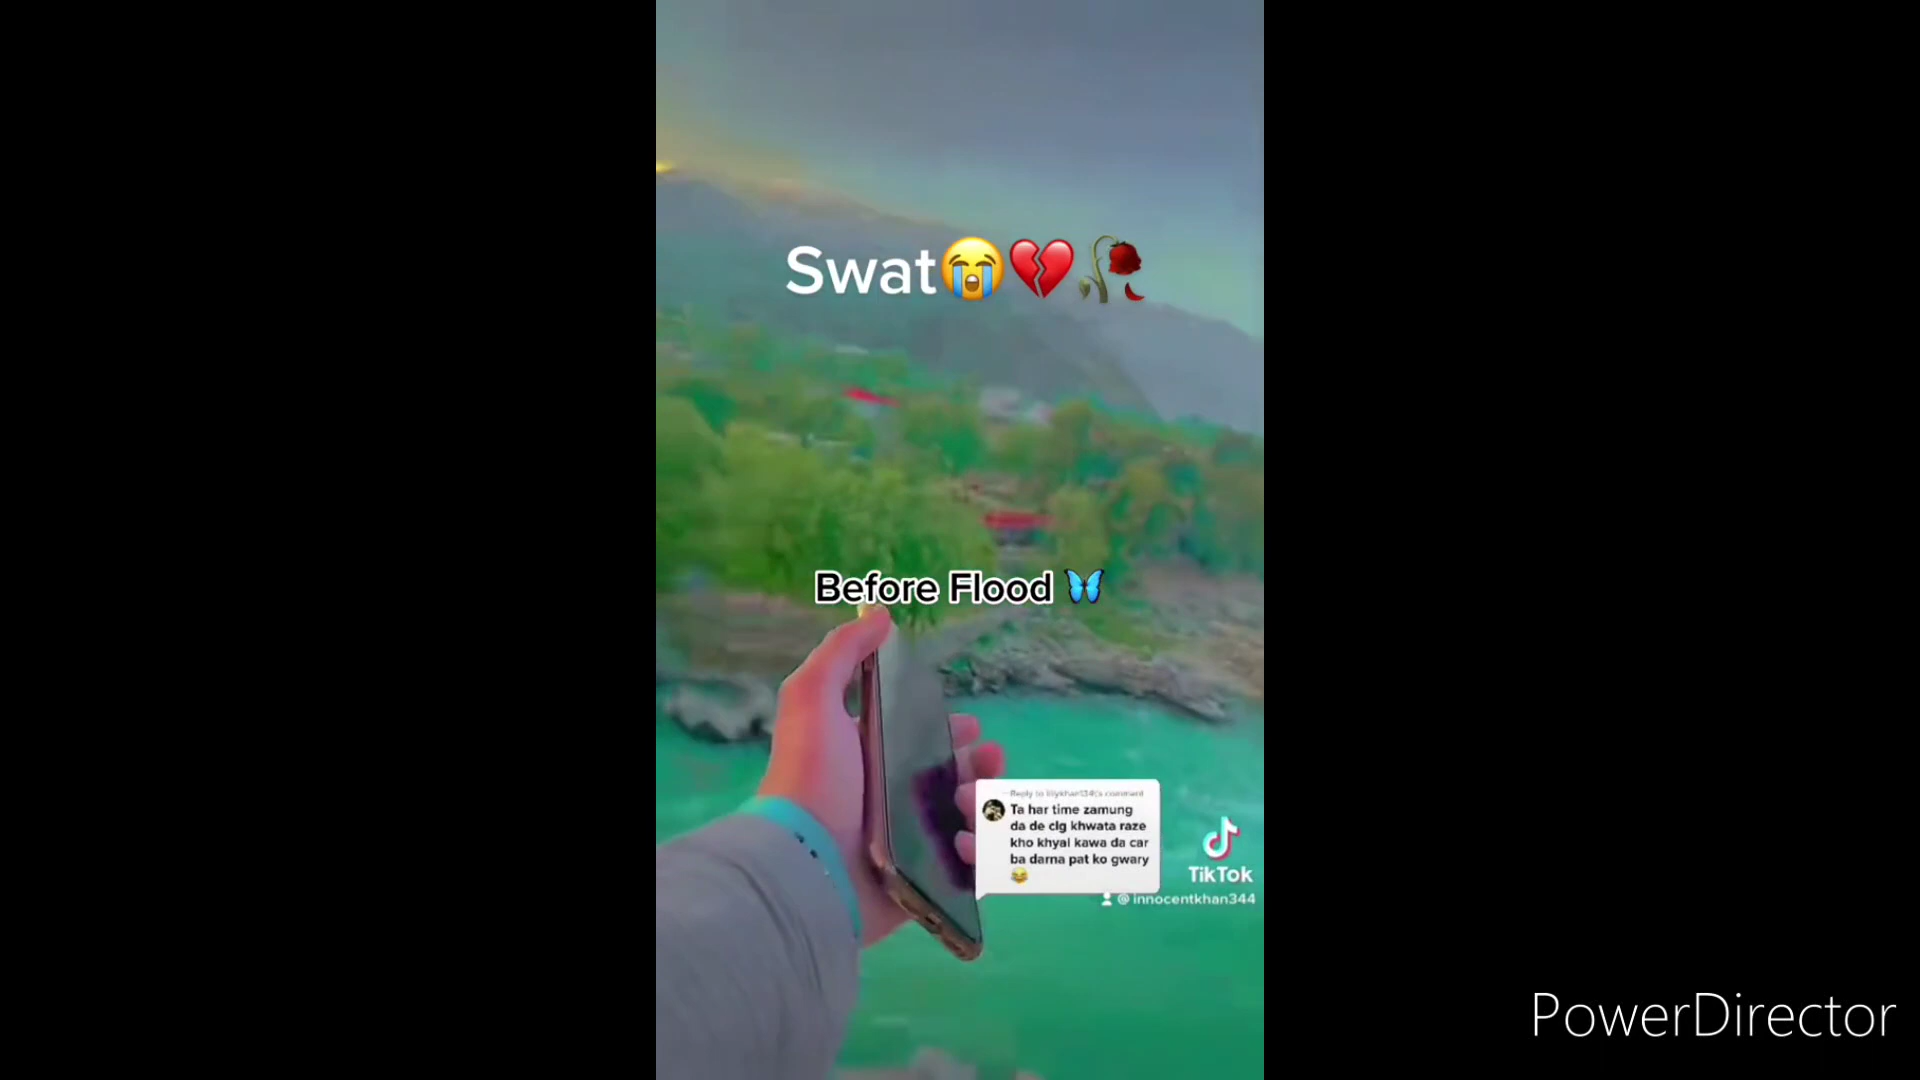 Swat😭💔🥀
Before Flood 🦋
Ta har time zamung
da de clg khwata raze
kho khyal kawa da car
ba darna pat ko gwary
😂
TikTok
@innocentkhan344
PowerDirector